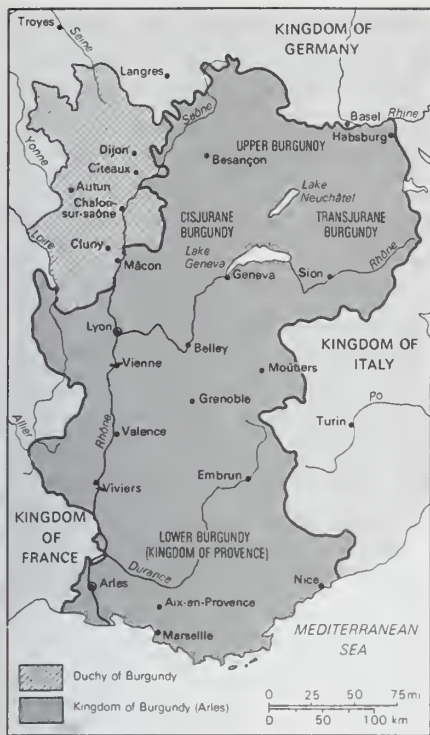 Troyes
Seine
KINGDOM OF
GERMANY
Langres
Yonne
Saône
Basel
Rhine
Habsburg
Dijon
UPPER BURGUNDY
Besançon
Cîteaux
Autun
Chalon-
sur-saône
Lake
Neuchâtel
CISJURANE
BURGUNDY
TRANSJURANE
BURGUNDY
Loire
Cluny
Mâcon
Lake
Geneva
Geneva
Sion
Rhône
Lyon
Belley
KINGDOM OF
ITALY
Vienne
Moûtiers
Grenoble
Po
Turin
Allier
Rhône
Valence
Embrun
Viviers
KINGDOM
OF
FRANCE
LOWER BURGUNDY
(KINGDOM OF PROVENCE)
Durance
Arles
Nice
Aix-en-Provence
Marseille
MEDITERRANEAN
SEA
Duchy of Burgundy
Kingdom of Burgundy (Arles)
0 25 50 75mi
0 50 100 km